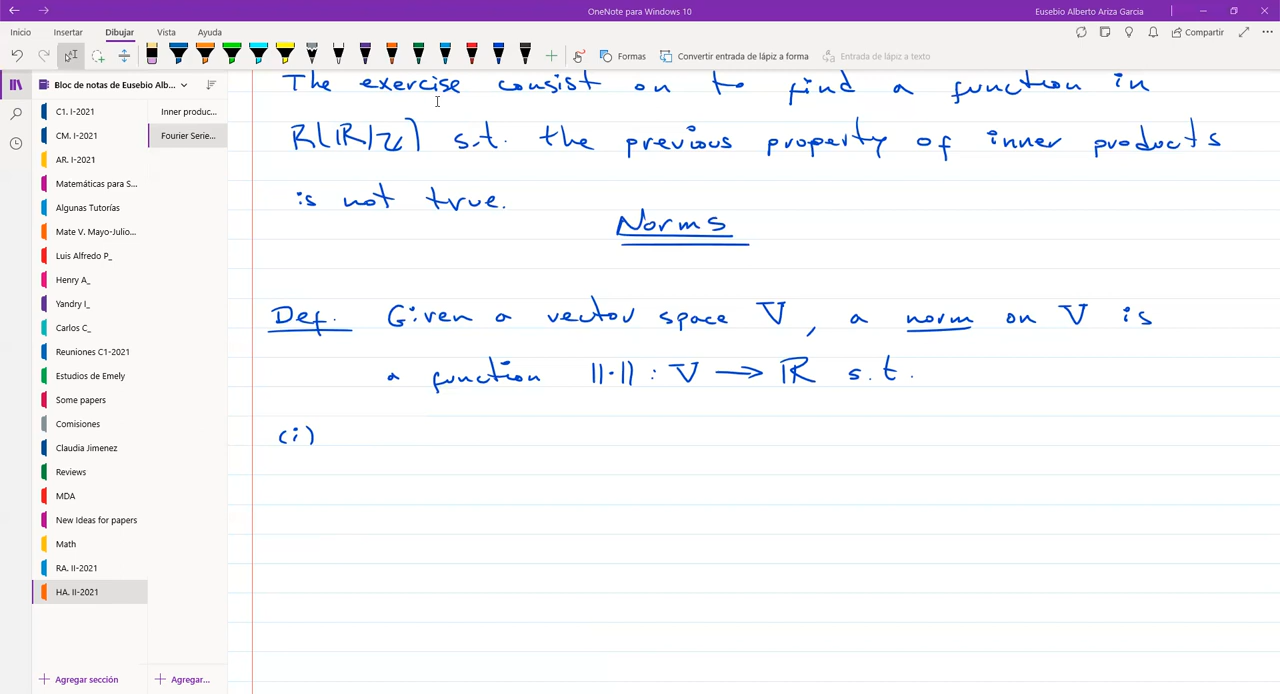 OneNote para Windows 10
Eusebio Alberto Ariza Garcia
Inicio
Insertar
Dibujar
Vista
Ayuda
Compartir
Formas
Convertir entrada de lápiz a forma
Entrada de lápiz a texto
Bloc de notas de Eusebio Alb...
C1. I-2021
CM. I-2021
AR. I-2021
Matemáticas para S...
Algunas Tutorías
Mate V. Mayo-Julio...
Luis Alfredo P_
Henry A_
Yandry I_
Carlos C_
Reuniones C1-2021
Estudios de Emely
Some papers
Comisiones
Claudia Jimenez
Reviews
MDA
New Ideas for papers
Math
RA. II-2021
HA. II-2021
Agregar sección
Inner produc...
Fourier Serie...
Agregar...
The exercise consist on to find a function in
R(ℝ/ℤ) s.t. the previous property of inner products
is not true.
Norms
Def. Given a vector space V, a norm on V is
a function ||·|| : V → ℝ s.t.
(i)